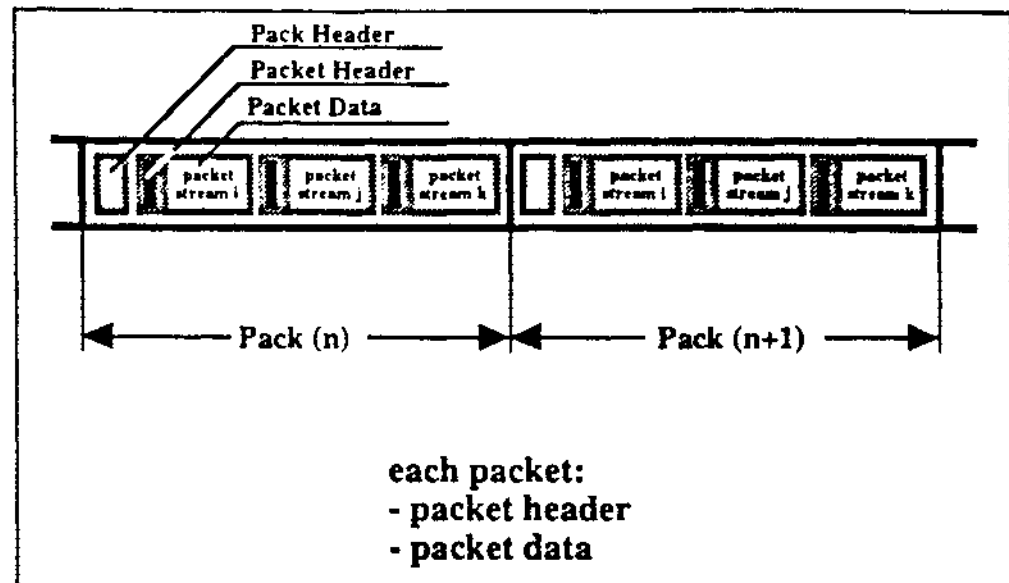 Pack Header
Packet Header
Packet Data
packet stream i
packet stream j
packet stream k
packet stream i
packet stream j
packet stream k
Pack (n)
Pack (n+1)
each packet:
- packet header
- packet data